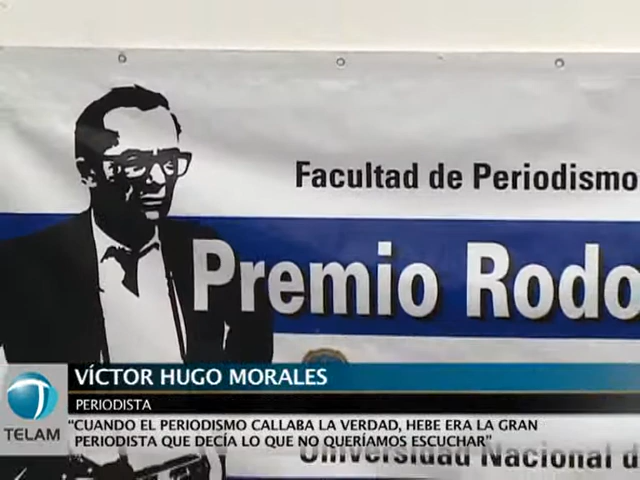 Facultad de Periodismo
Premio Rodo
VÍCTOR HUGO MORALES
PERIODISTA
"CUANDO EL PERIODISMO CALLABA LA VERDAD, HEBE ERA LA GRAN
PERIODISTA QUE DECÍA LO QUE NO QUERÍAMOS ESCUCHAR"
TELAM
Universidad Nacional d